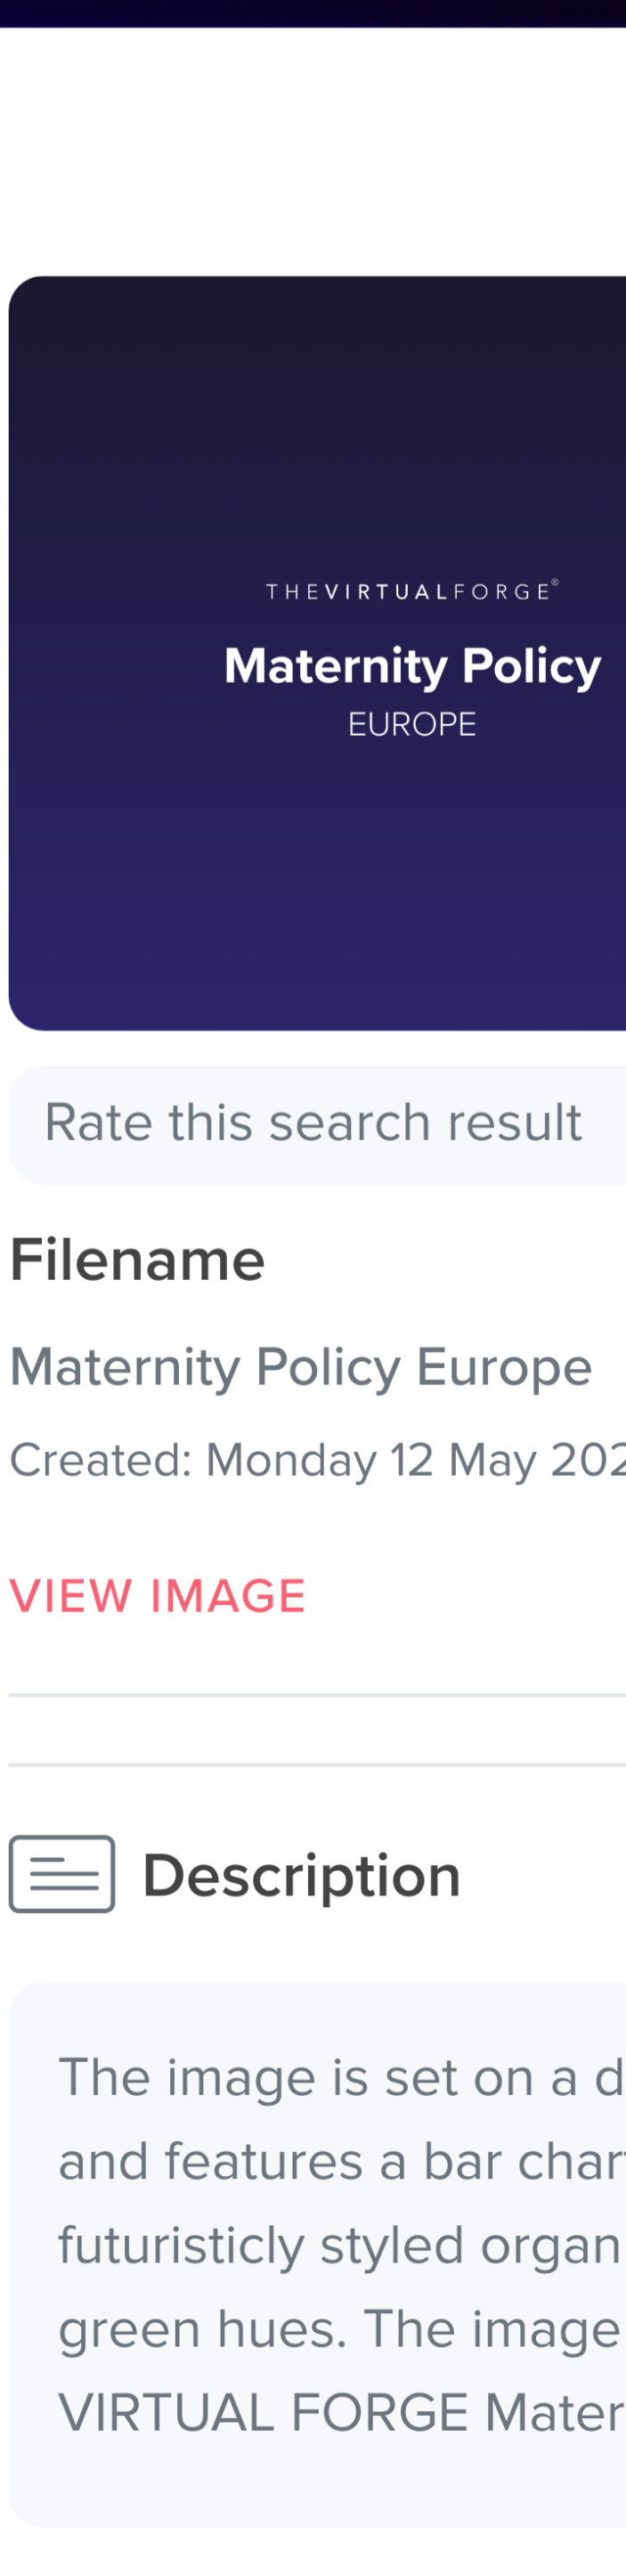 THEVIRTUALFORGE®
Maternity Policy
EUROPE
Rate this search result
Filename
Maternity Policy Europe
Created: Monday 12 May
VIEW IMAGE
Description
The image is set on a
and features a bar
futuristicly styled
green hues. The image
VIRTUAL FORGE